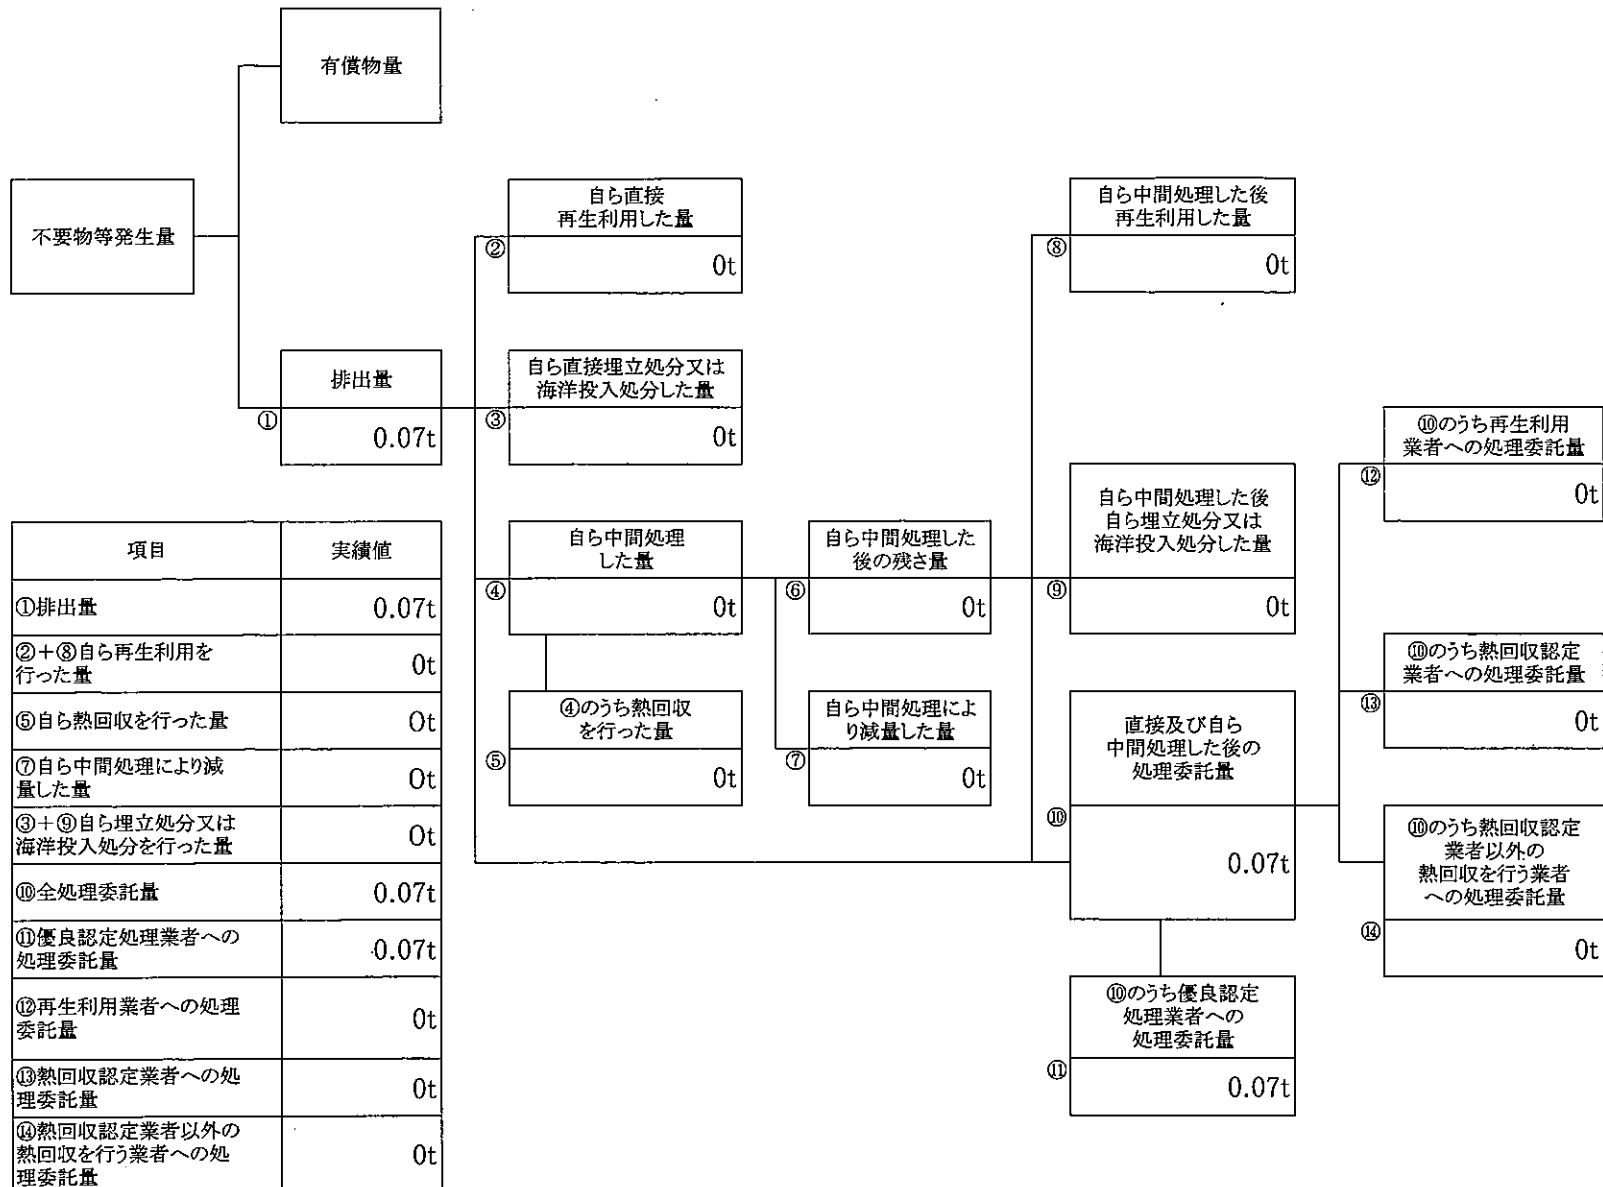 有償物量
不要物等発生量
自ら直接
再生利用した量
②
0t
自ら中間処理した後
再生利用した量
⑧
0t
排出量
①
0.07t
自ら直接埋立処分又は
海洋投入処分した量
③
0t
⑩のうち再生利用
業者への処理委託量
⑫
0t
自ら中間処理
した量
④
0t
自ら中間処理した
後の残さ量
⑥
0t
自ら中間処理した後
自ら埋立処分又は
海洋投入処分した量
⑨
0t
⑩のうち熱回収認定
業者への処理委託量
⑬
0t
④のうち熱回収
を行った量
⑤
0t
自ら中間処理によ
り減量した量
⑦
0t
直接及び自ら
中間処理した後の
処理委託量
⑩
0.07t
⑩のうち熱回収認定
業者以外の
熱回収を行う業者
への処理委託量
⑭
0t
⑩のうち優良認定
処理業者への
処理委託量
⑪
0.07t
項目 実績値
①排出量 0.07t
②+⑧自ら再生利用を
行った量 0t
⑤自ら熱回収を行った量 0t
⑦自ら中間処理により減
量した量 0t
③+⑨自ら埋立処分又は
海洋投入処分を行った量 0t
⑩全処理委託量 0.07t
⑪優良認定処理業者への
処理委託量 0.07t
⑫再生利用業者への処理
委託量 0t
⑬熱回収認定業者への処
理委託量 0t
⑭熱回収認定業者以外の
熱回収を行う業者への処
理委託量 0t